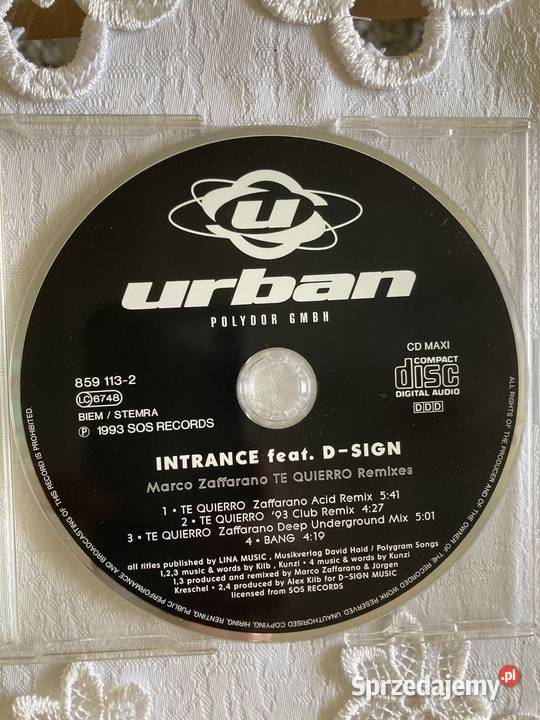 u
urban
POLYDOR GMBH
CD MAXI
COMPACT
disc
DIGITAL AUDIO
DDD
859 113-2
LC 6748
BIEM / STEMRA
℗ 1993 SOS RECORDS
INTRANCE feat. D-SIGN
Marco Zaffarano TE QUIERRO Remixes
1 • TE QUIERRO Zaffarano Acid Remix 5:41
2 • TE QUIERRO '93 Club Remix 4:27
3 • TE QUIERRO Zaffarano Deep Underground Mix 5:01
4 • BANG 4:19
all titles published by LINA MUSIC, Musikverlag David Haid / Polygram Songs
1,2,3 music & words by Kilb, Kunzi • 4 music & words by Kunzi
1,3 produced and remixed by Marco Zaffarano & Jürgen
Kreschel • 2,4 produced by Alex Kilb for D-SIGN MUSIC
licensed from SOS RECORDS
ALL RIGHTS OF THE PRODUCER AND OF THE OWNER OF THE RECORDED WORK RESERVED. UNAUTHORISED COPYING, HIRING, RENTING, PUBLIC PERFORMANCE AND BROADCASTING OF THIS RECORD IS PROHIBITED.
Sprzedajemy.pl